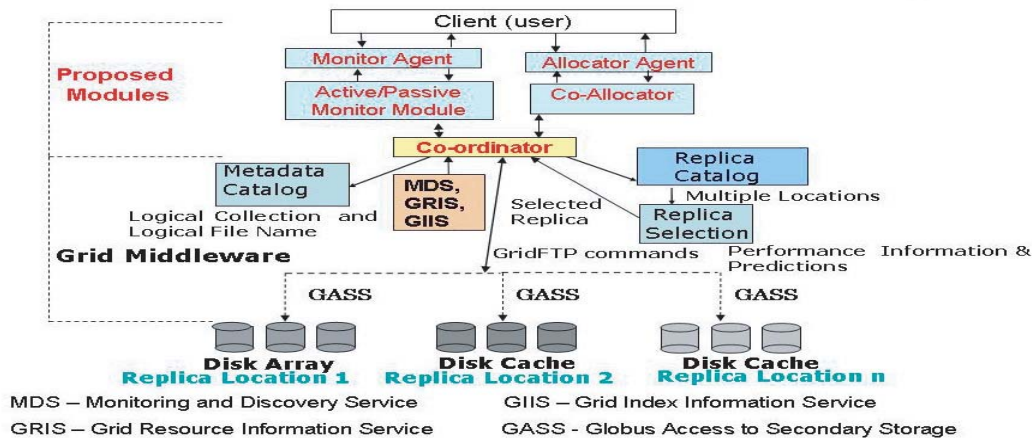 Client (user)
Monitor Agent
Allocator Agent
Proposed
Modules
Active/Passive
Monitor Module
Co-Allocator
Co-ordinator
Metadata
Catalog
MDS,
GRIS,
GIIS
Replica
Catalog
Logical Collection and
Logical File Name
Selected
Replica
Multiple Locations
Replica
Selection
Grid Middleware
GridFTP commands
Performance Information &
Predictions
GASS
GASS
GASS
Disk Array
Disk Cache
Disk Cache
Replica Location 1
Replica Location 2
Replica Location n
MDS – Monitoring and Discovery Service
GIIS – Grid Index Information Service
GRIS – Grid Resource Information Service
GASS - Globus Access to Secondary Storage